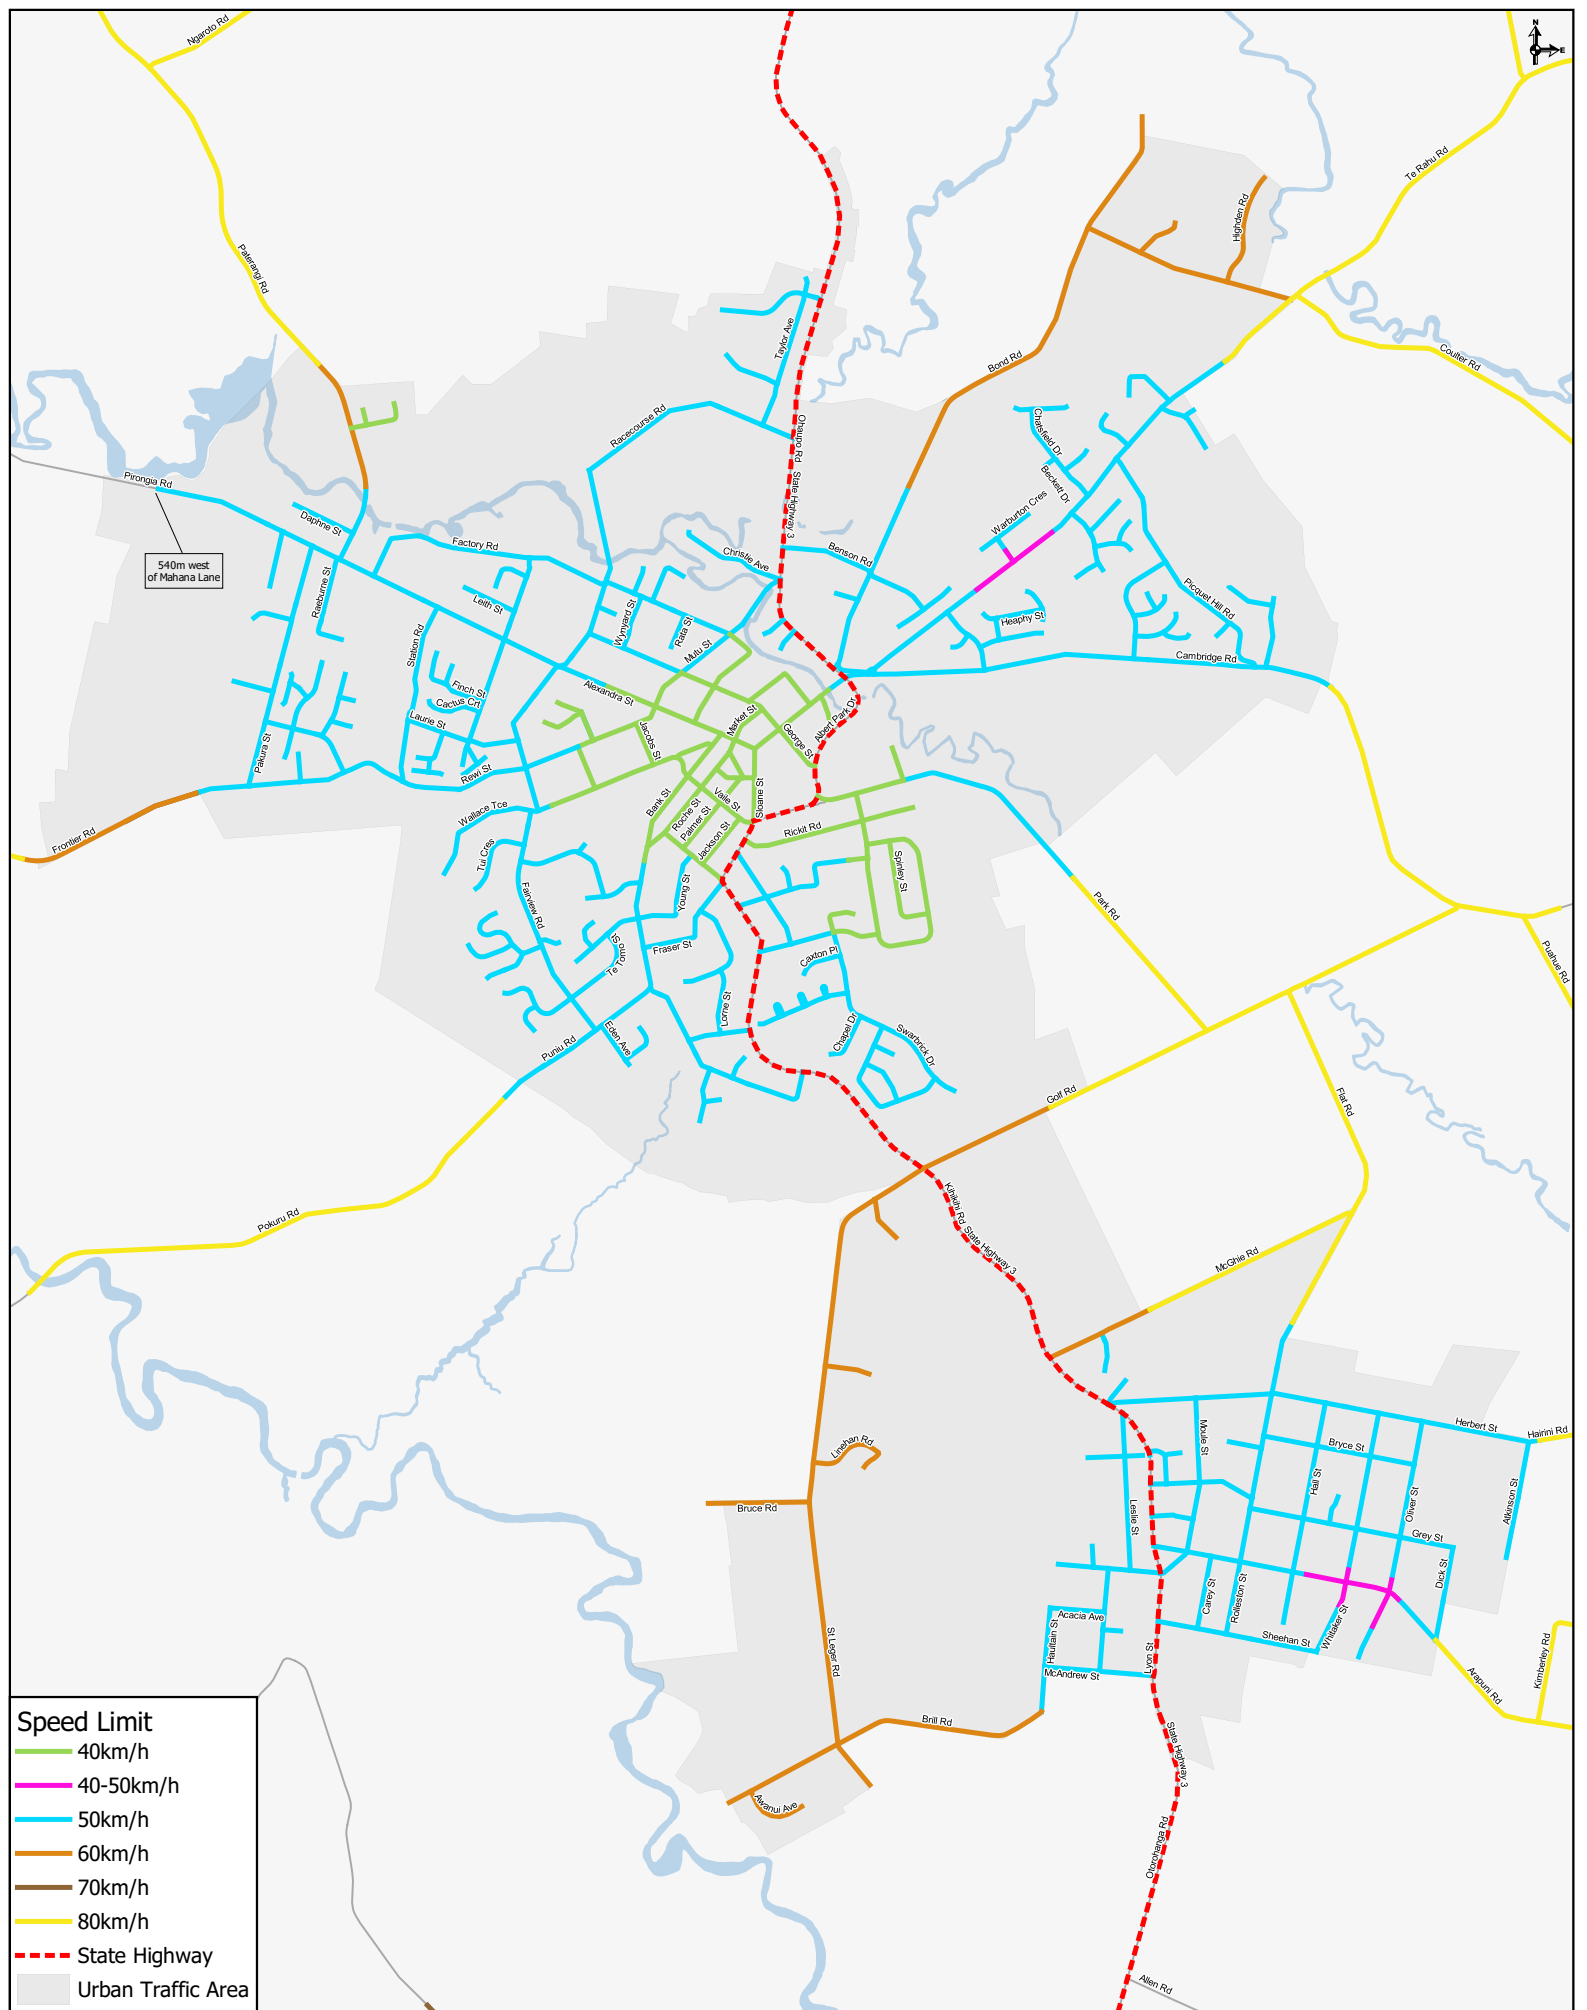 Ngaroto Rd
N
E
Te Rahu Rd
Highden Rd
Paterangi Rd
Taylor Ave
Coulter Rd
Bond Rd
Racecourse Rd
Ohaupo Rd
State Highway 3
Chatsfield Dr
Beckett Dr
Pirongia Rd
Daphne St
Warburton Cres
Factory Rd
Christie Ave
Benson Rd
540m west
of Mahana Lane
Raeburne St
Leith St
Wynyard St
Rata St
Mutu St
Heaphy St
Picquet Hill Rd
Station Rd
Cambridge Rd
Finch St
Cactus Crt
Laurie St
Alexandra St
Market St
Albert Park Dr
George St
Jacobs St
Pakura St
Rewi St
Bank St
Roche St
Palmer St
Vaile St
Sloane St
Jackson St
Rickit Rd
Wallace Tce
Frontier Rd
Tui Cres
Spinley St
Fairview Rd
Young St
Park Rd
Fraser St
Te Tomo St
Caxton Pl
Puahue Rd
Lorne St
Chapel Dr
Swarbrick Dr
Eden Ave
Puniu Rd
Golf Rd
Flat Rd
Pokuru Rd
Kihikihi Rd
State Highway 3
McGhie Rd
Herbert St
Hairini Rd
Moule St
Bryce St
Linehan Rd
Hall St
Oliver St
Atkinson St
Bruce Rd
Leslie St
Grey St
Dick St
Carey St
Rolleston St
Acacia Ave
Haultain St
Whitaker St
Sheehan St
St Leger Rd
Lyon St
McAndrew St
Kimberley Rd
Arapuni Rd
Brill Rd
State Highway 3
Awanui Ave
Otorohanga Rd
Allen Rd
Speed Limit
40km/h
40-50km/h
50km/h
60km/h
70km/h
80km/h
State Highway
Urban Traffic Area